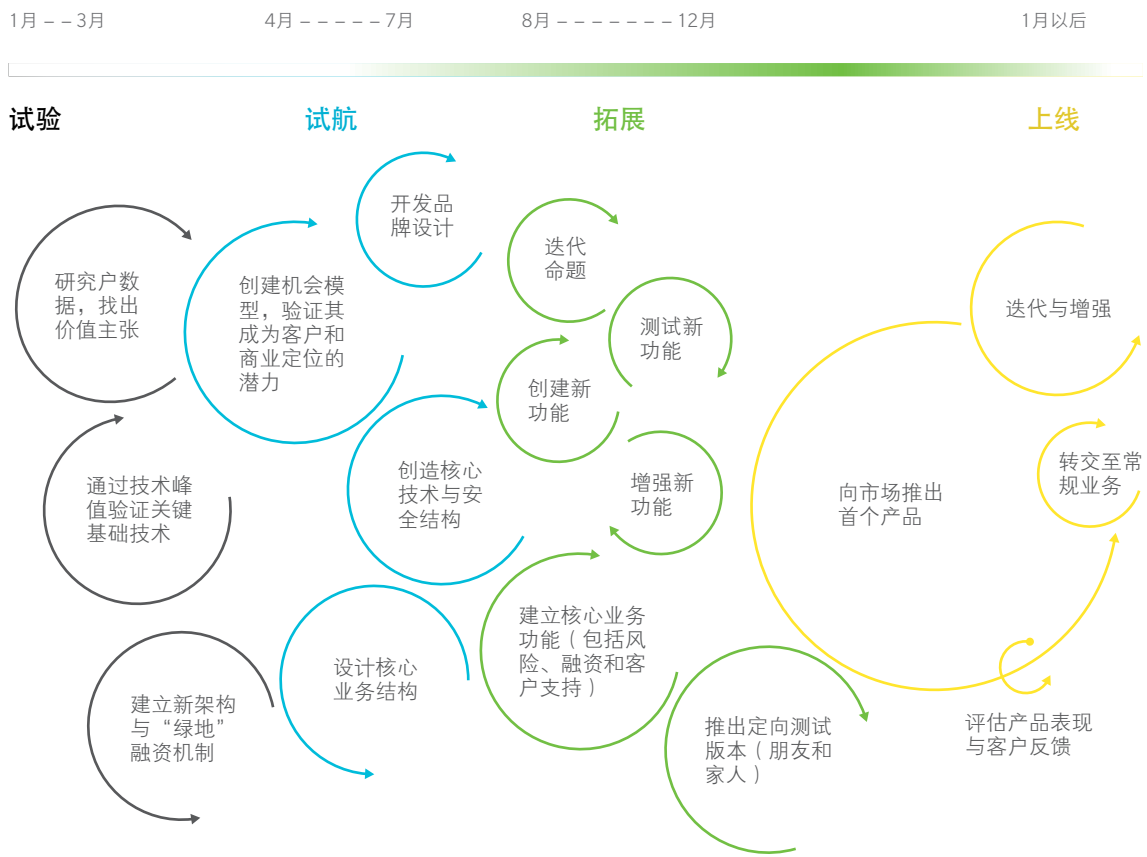 1月 – – 3月
4月 – – – – – – 7月
8月 – – – – – – – 12月
1月以后
试验
试航
拓展
上线
研究户数
据，找出
价值主张
通过技术峰
值验证关键
基础技术
建立新架构
与“绿地”
融资机制
开发品
牌设计
创建机会模
型，验证其
成为客户和
商业定位的
潜力
创造核心
技术与安
全结构
设计核心
业务结构
迭代
命题
测试新
功能
创建新
功能
增强新
功能
建立核心业务
功能（包括风
险、融资和客
户支持）
推出定向测试
版本（朋友和
家人）
迭代与增强
转交至常
规业务
向市场推出
首个产品
评估产品表现
与客户反馈